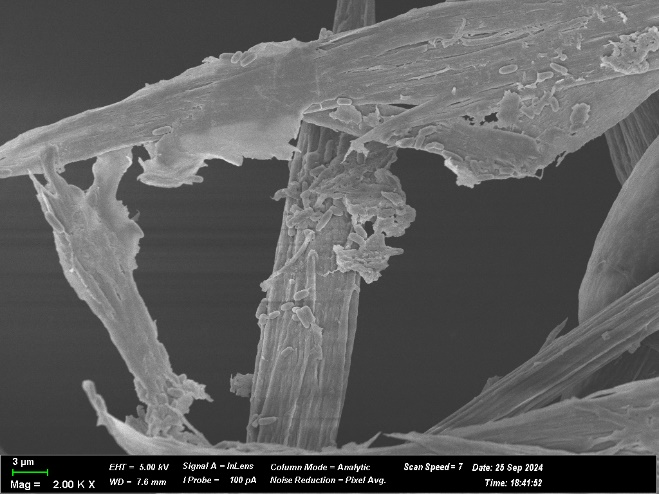 3 µm
Mag = 2.00 K X
EHT = 5.00 kV Signal A = InLens Column Mode = Analytic Scan Speed = 7 Date: 25 Sep 2024
WD = 7.6 mm I Probe = 100 pA Noise Reduction = Pixel Avg. Time: 18:41:52